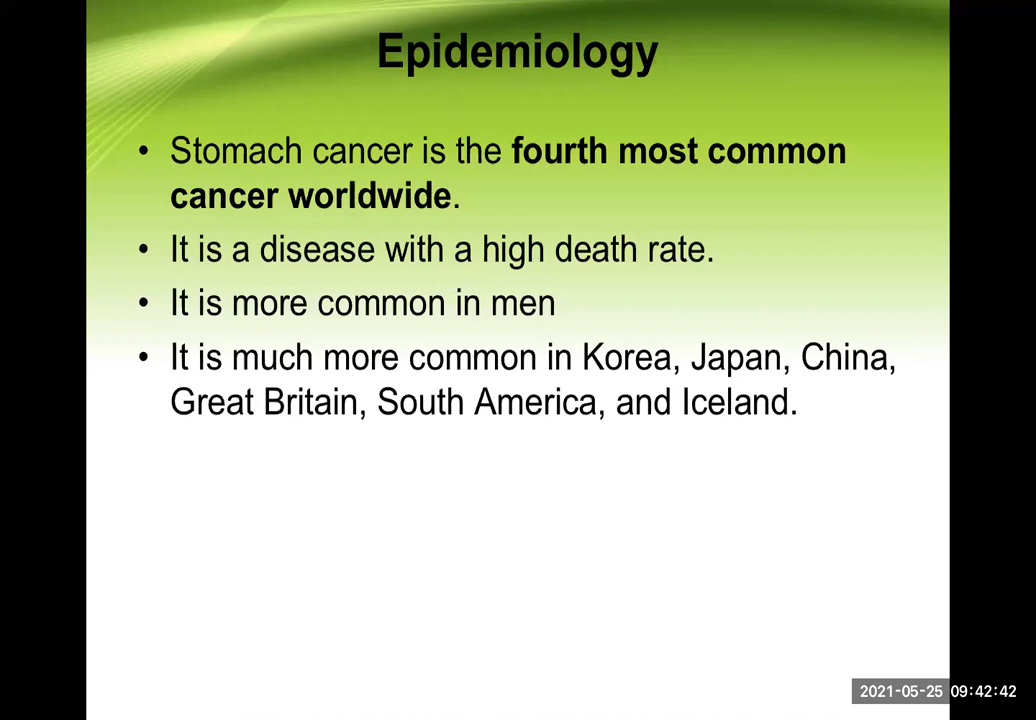 Epidemiology
• Stomach cancer is the fourth most common
cancer worldwide.
• It is a disease with a high death rate.
• It is more common in men
• It is much more common in Korea, Japan, China,
Great Britain, South America, and Iceland.
2021-05-25 09:42:42